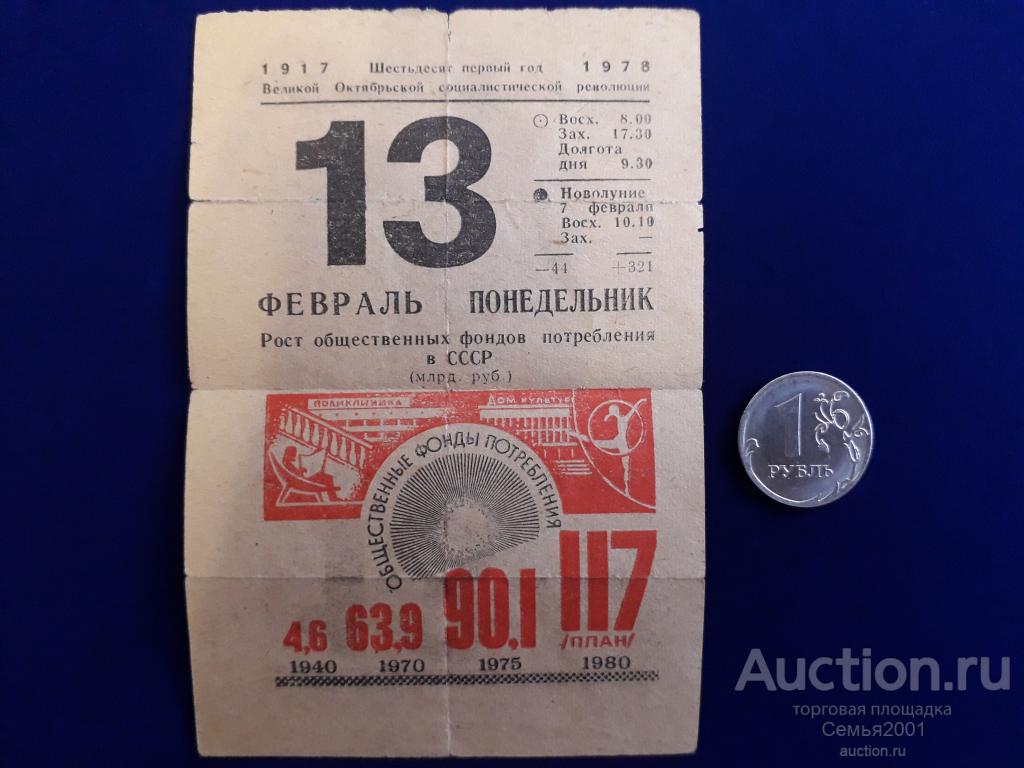 1917 Шестьдесят первый год 1978
Великой Октябрьской социалистической революции
13
Восх. 8.00
Зах. 17.30
Долгота
дня 9.30
Новолуние
7 февраля
Восх. 10.10
Зах. —
—44 +321
ФЕВРАЛЬ ПОНЕДЕЛЬНИК
Рост общественных фондов потребления
в СССР
(млрд. руб)
ПОЛИКЛИНИКА
ДОМ КУЛЬТУРЫ
ОБЩЕСТВЕННЫЕ ФОНДЫ ПОТРЕБЛЕНИЯ
4,6 63,9 90,1 117
/ПЛАН/
1940 1970 1975 1980
1
РУБЛЬ
Auction.ru
торговая площадка
Семья2001
auction.ru